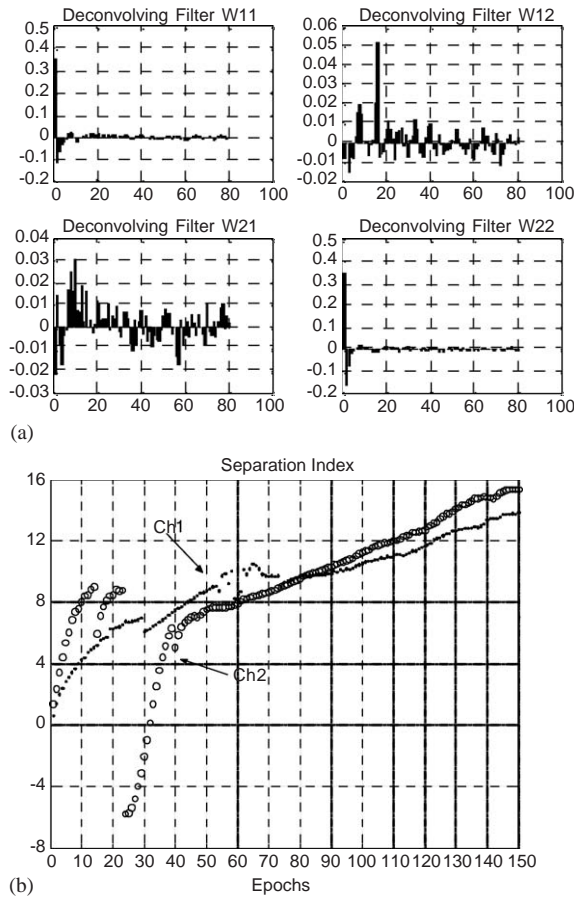 Deconvolving Filter W11
0.5
0.4
0.3
0.2
0.1
0
-0.1
-0.2
0 20 40 60 80 100
Deconvolving Filter W12
0.06
0.05
0.04
0.03
0.02
0.01
0
-0.01
-0.02
0 20 40 60 80 100
Deconvolving Filter W21
0.04
0.03
0.02
0.01
0
-0.01
-0.02
-0.03
0 20 40 60 80 100
Deconvolving Filter W22
0.5
0.4
0.3
0.2
0.1
0
-0.1
-0.2
0 20 40 60 80 100
(a)
Separation Index
16
12
8
4
0
-4
-8
Ch1
Ch2
0 10 20 30 40 50 60 70 80 90 100 110 120 130 140 150
(b)
Epochs